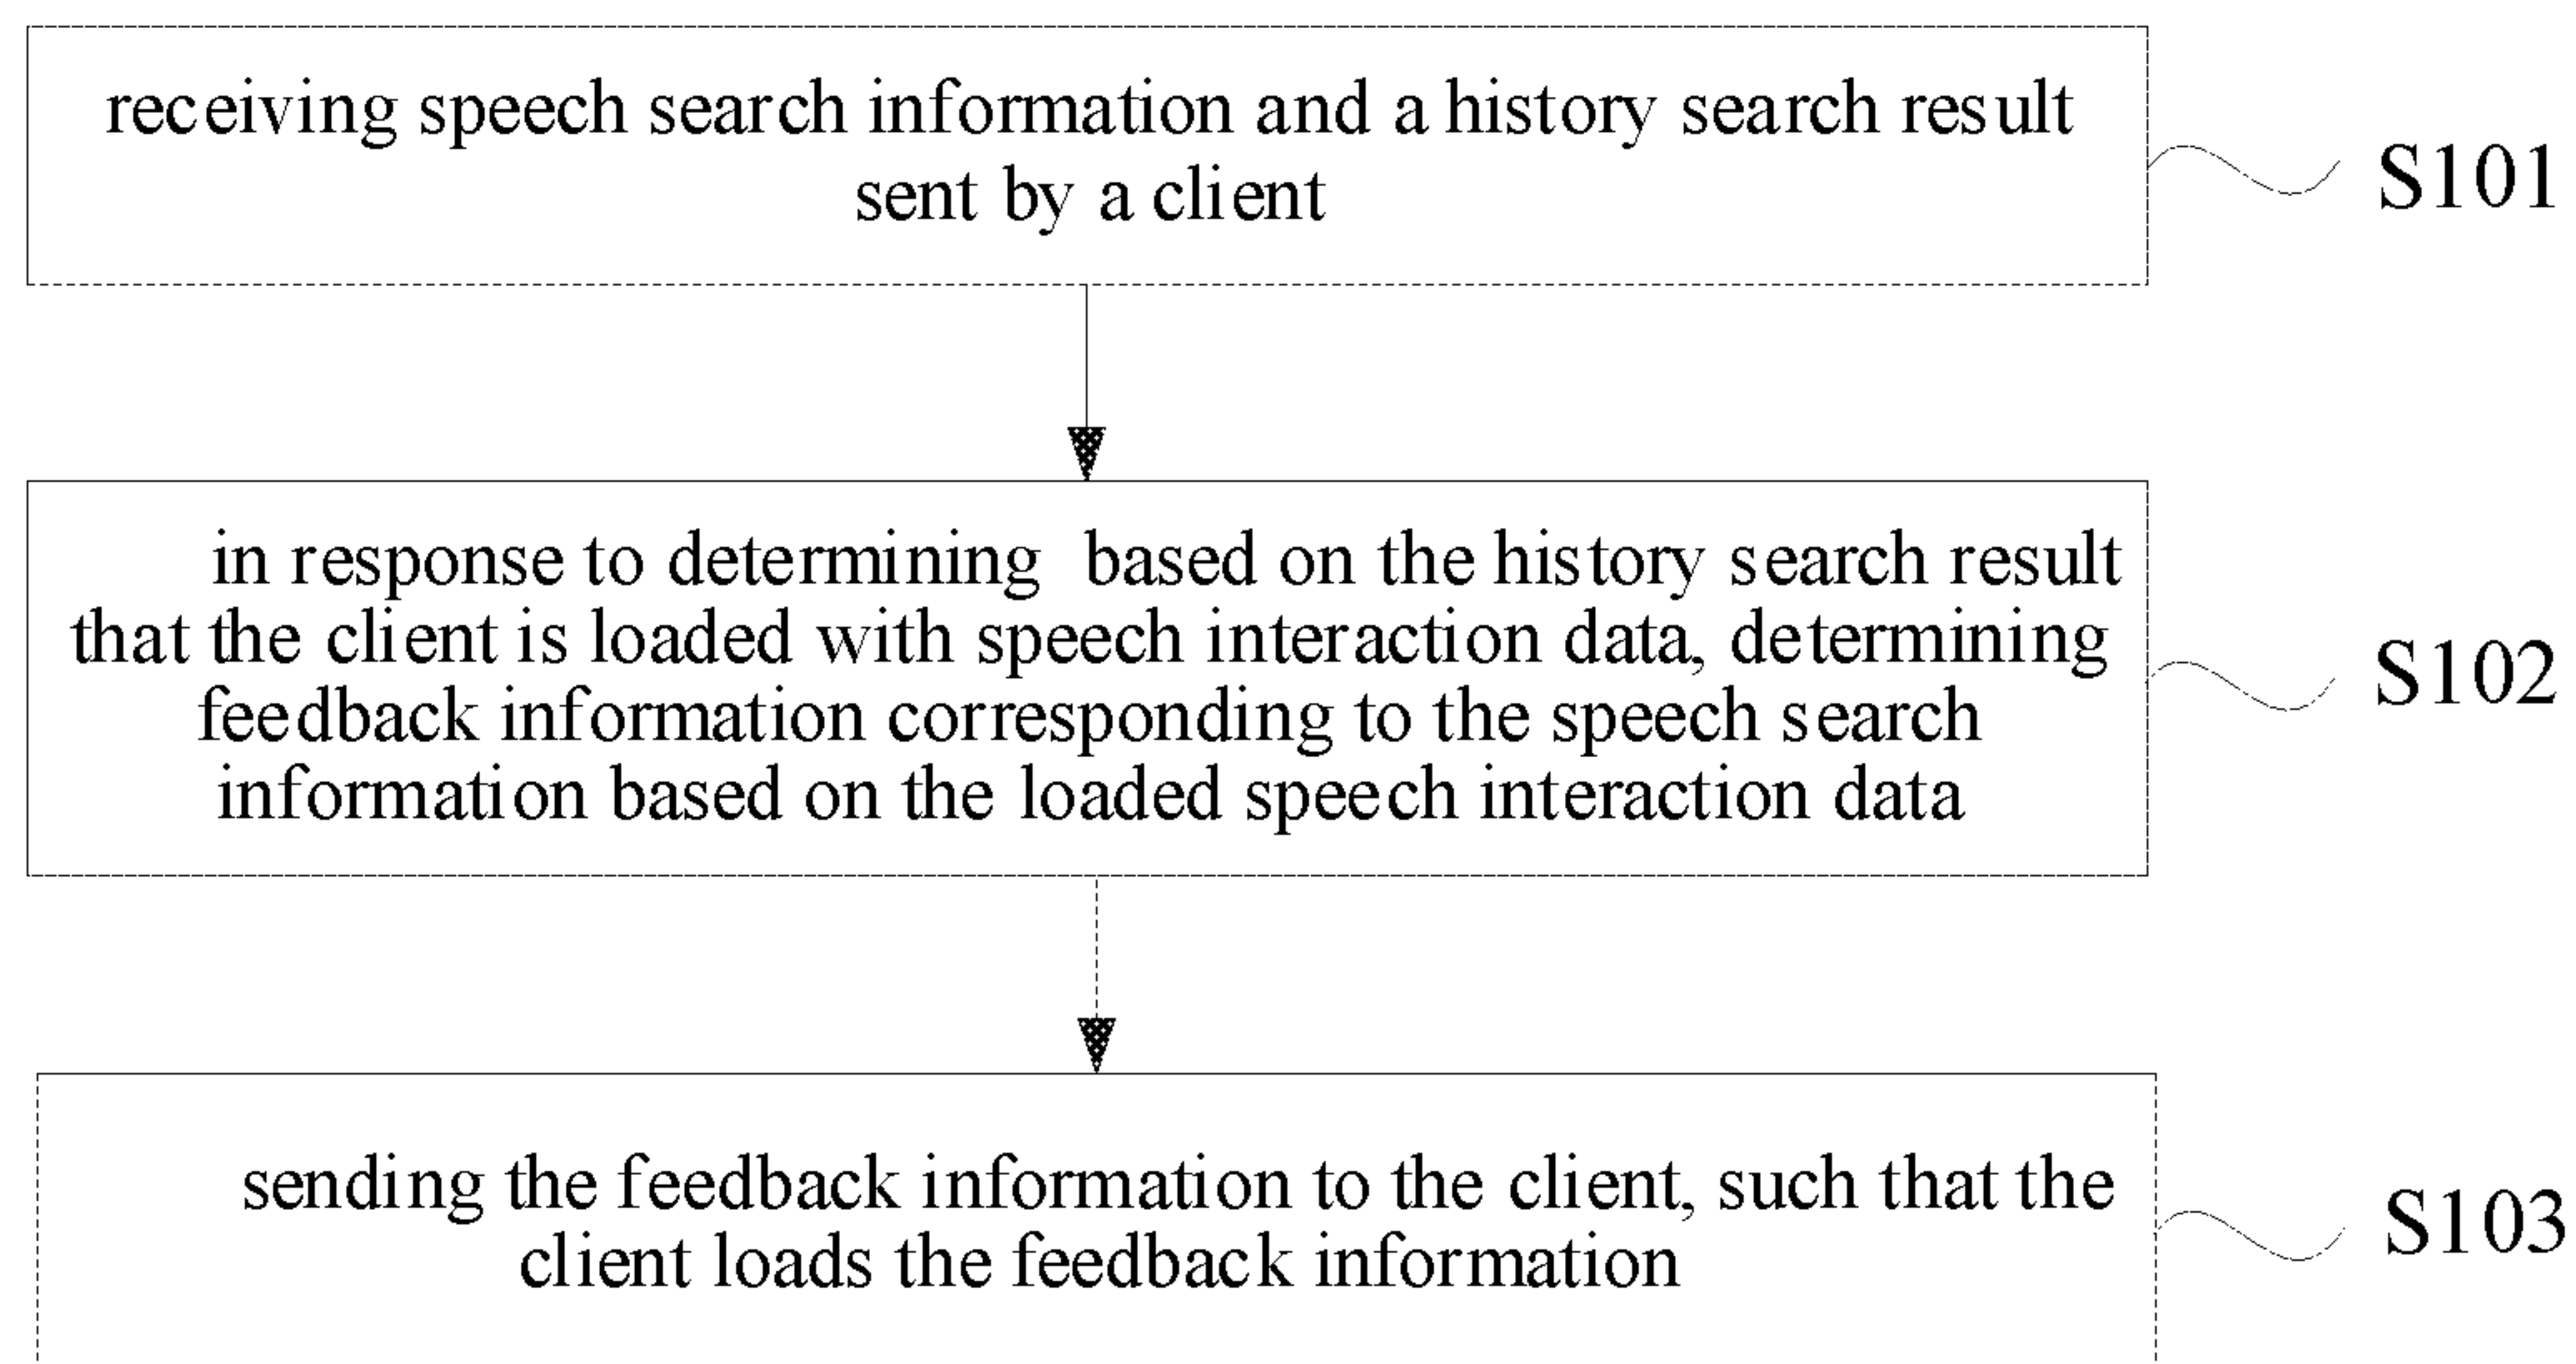 receiving speech search information and a history search result
sent by a client
S101
in response to determining based on the history search result
that the client is loaded with speech interaction data, determining
feedback information corresponding to the speech search
information based on the loaded speech interaction data
S102
sending the feedback information to the client, such that the
client loads the feedback information
S103